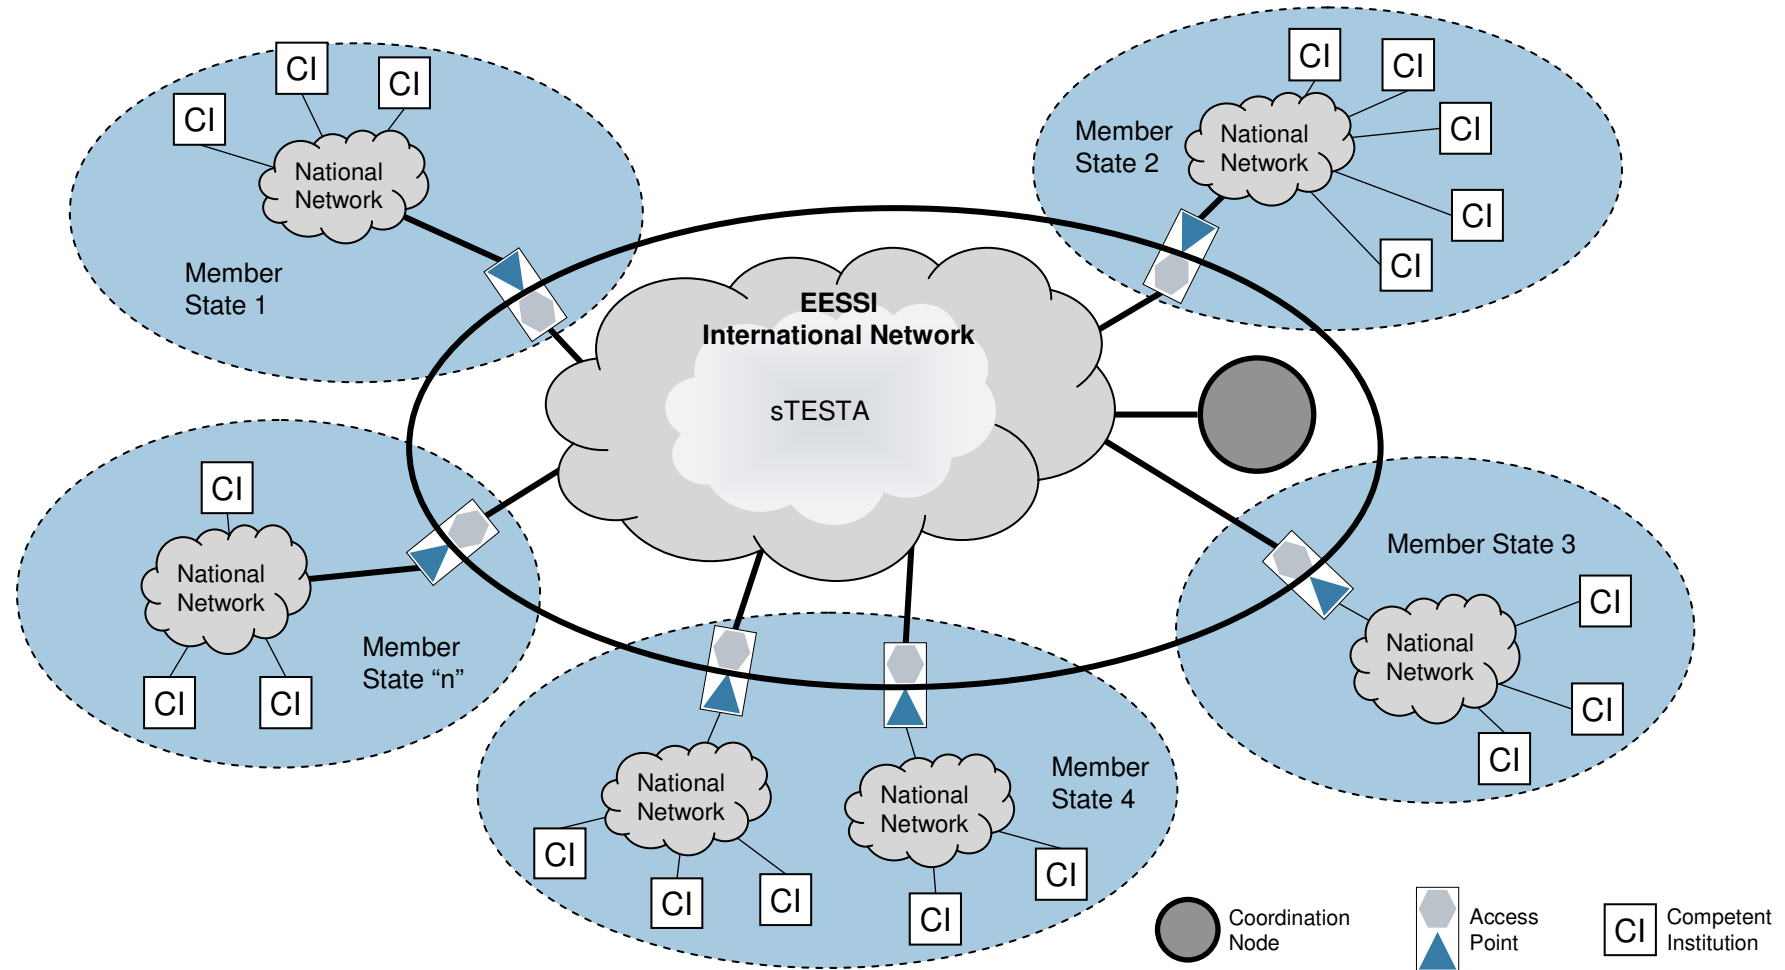 CI
CI
CI
National
Network
Member
State 1
CI
CI
CI
CI
CI
Member
State 2
National
Network
EESSI
International Network
sTESTA
CI
National
Network
Member
State “n”
CI
CI
Member State 3
CI
National
Network
CI
CI
National
Network
CI
CI
CI
National
Network
Member
State 4
CI
CI
Coordination
Node
Access
Point
CI
Competent
Institution